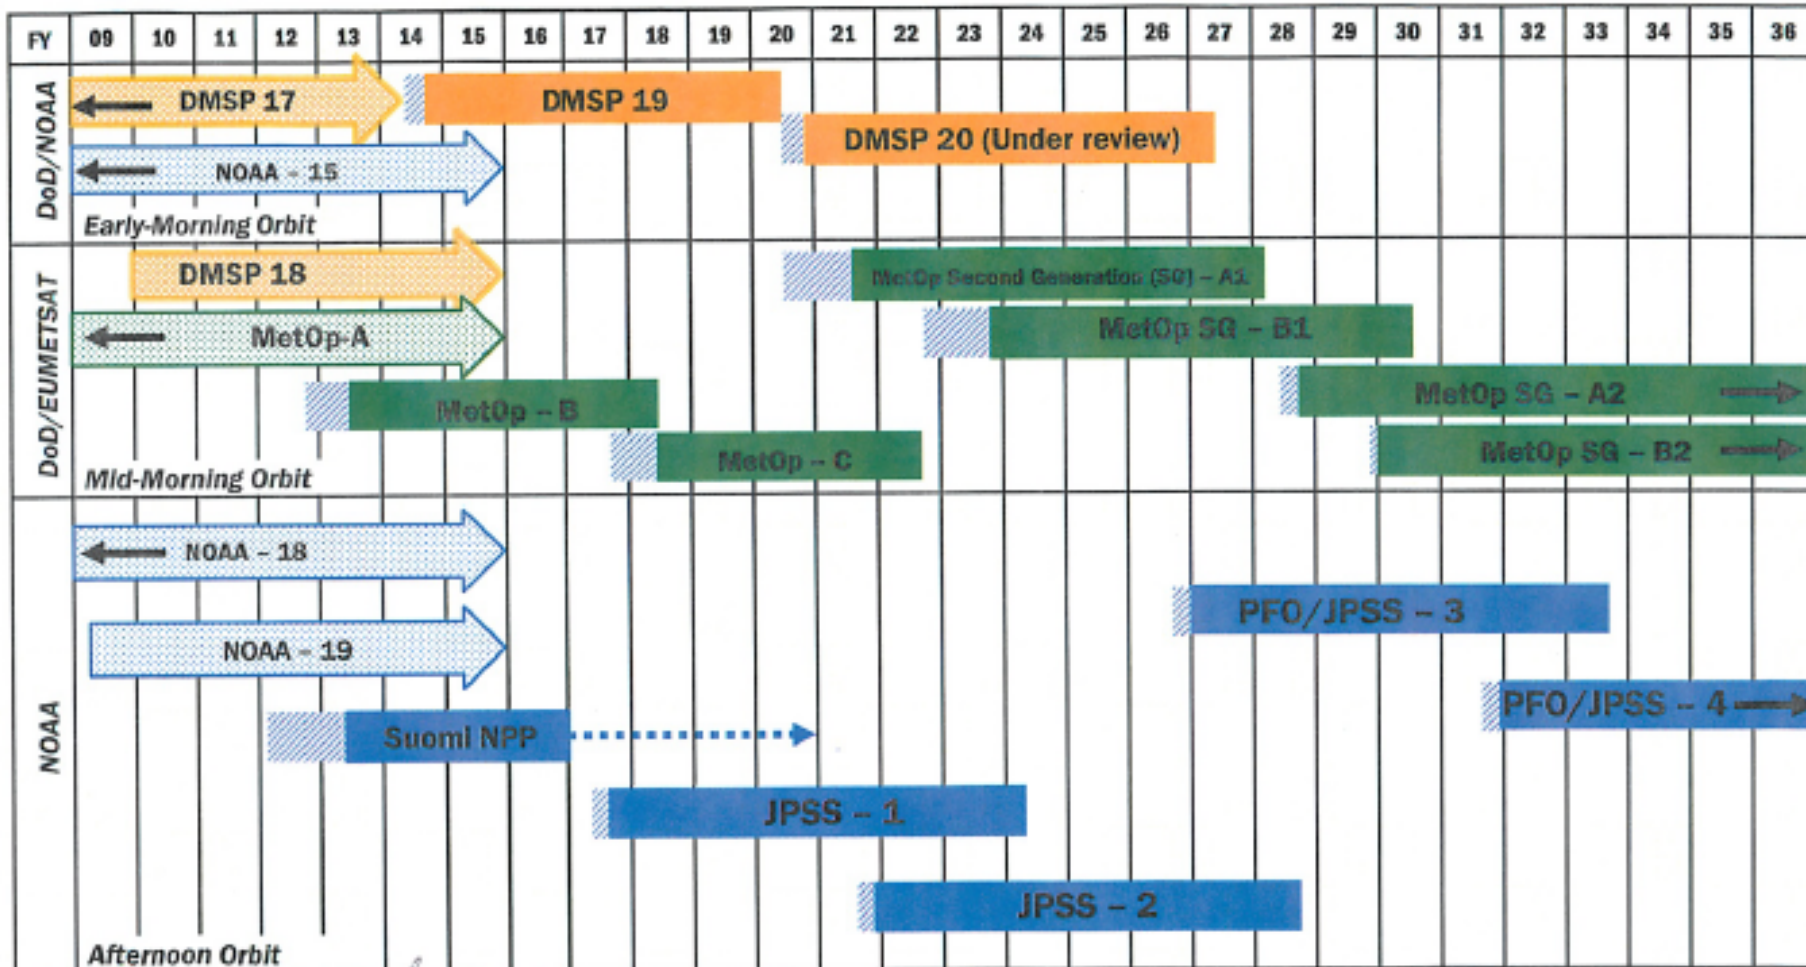 FY 09 10 11 12 13 14 15 16 17 18 19 20 21 22 23 24 25 26 27 28 29 30 31 32 33 34 35 36
DoD/NOAA
DMSP 17
DMSP 19
DMSP 20 (Under review)
NOAA – 15
Early-Morning Orbit
DoD/EUMETSAT
DMSP 18
MetOp Second Generation (SG) – A1
MetOp-A
MetOp SG – B1
MetOp – B
MetOp SG – A2
MetOp – C
MetOp SG – B2
Mid-Morning Orbit
NOAA
NOAA – 18
PFO/JPSS – 3
NOAA – 19
PFO/JPSS – 4
Suomi NPP
JPSS – 1
JPSS – 2
Afternoon Orbit